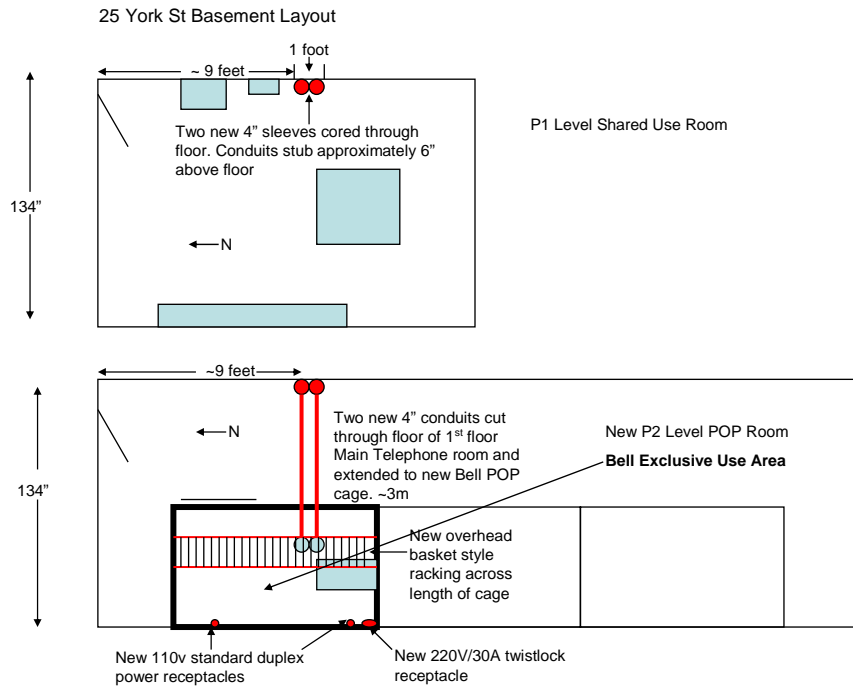 25 York St Basement Layout
1 foot
~ 9 feet
Two new 4” sleeves cored through
floor. Conduits stub approximately 6”
above floor
P1 Level Shared Use Room
134”
N
~9 feet
Two new 4” conduits cut
through floor of 1st floor
Main Telephone room and
extended to new Bell POP
cage. ~3m
N
New P2 Level POP Room
Bell Exclusive Use Area
134”
New overhead
basket style
racking across
length of cage
New 110v standard duplex
power receptacles
New 220V/30A twistlock
receptacle